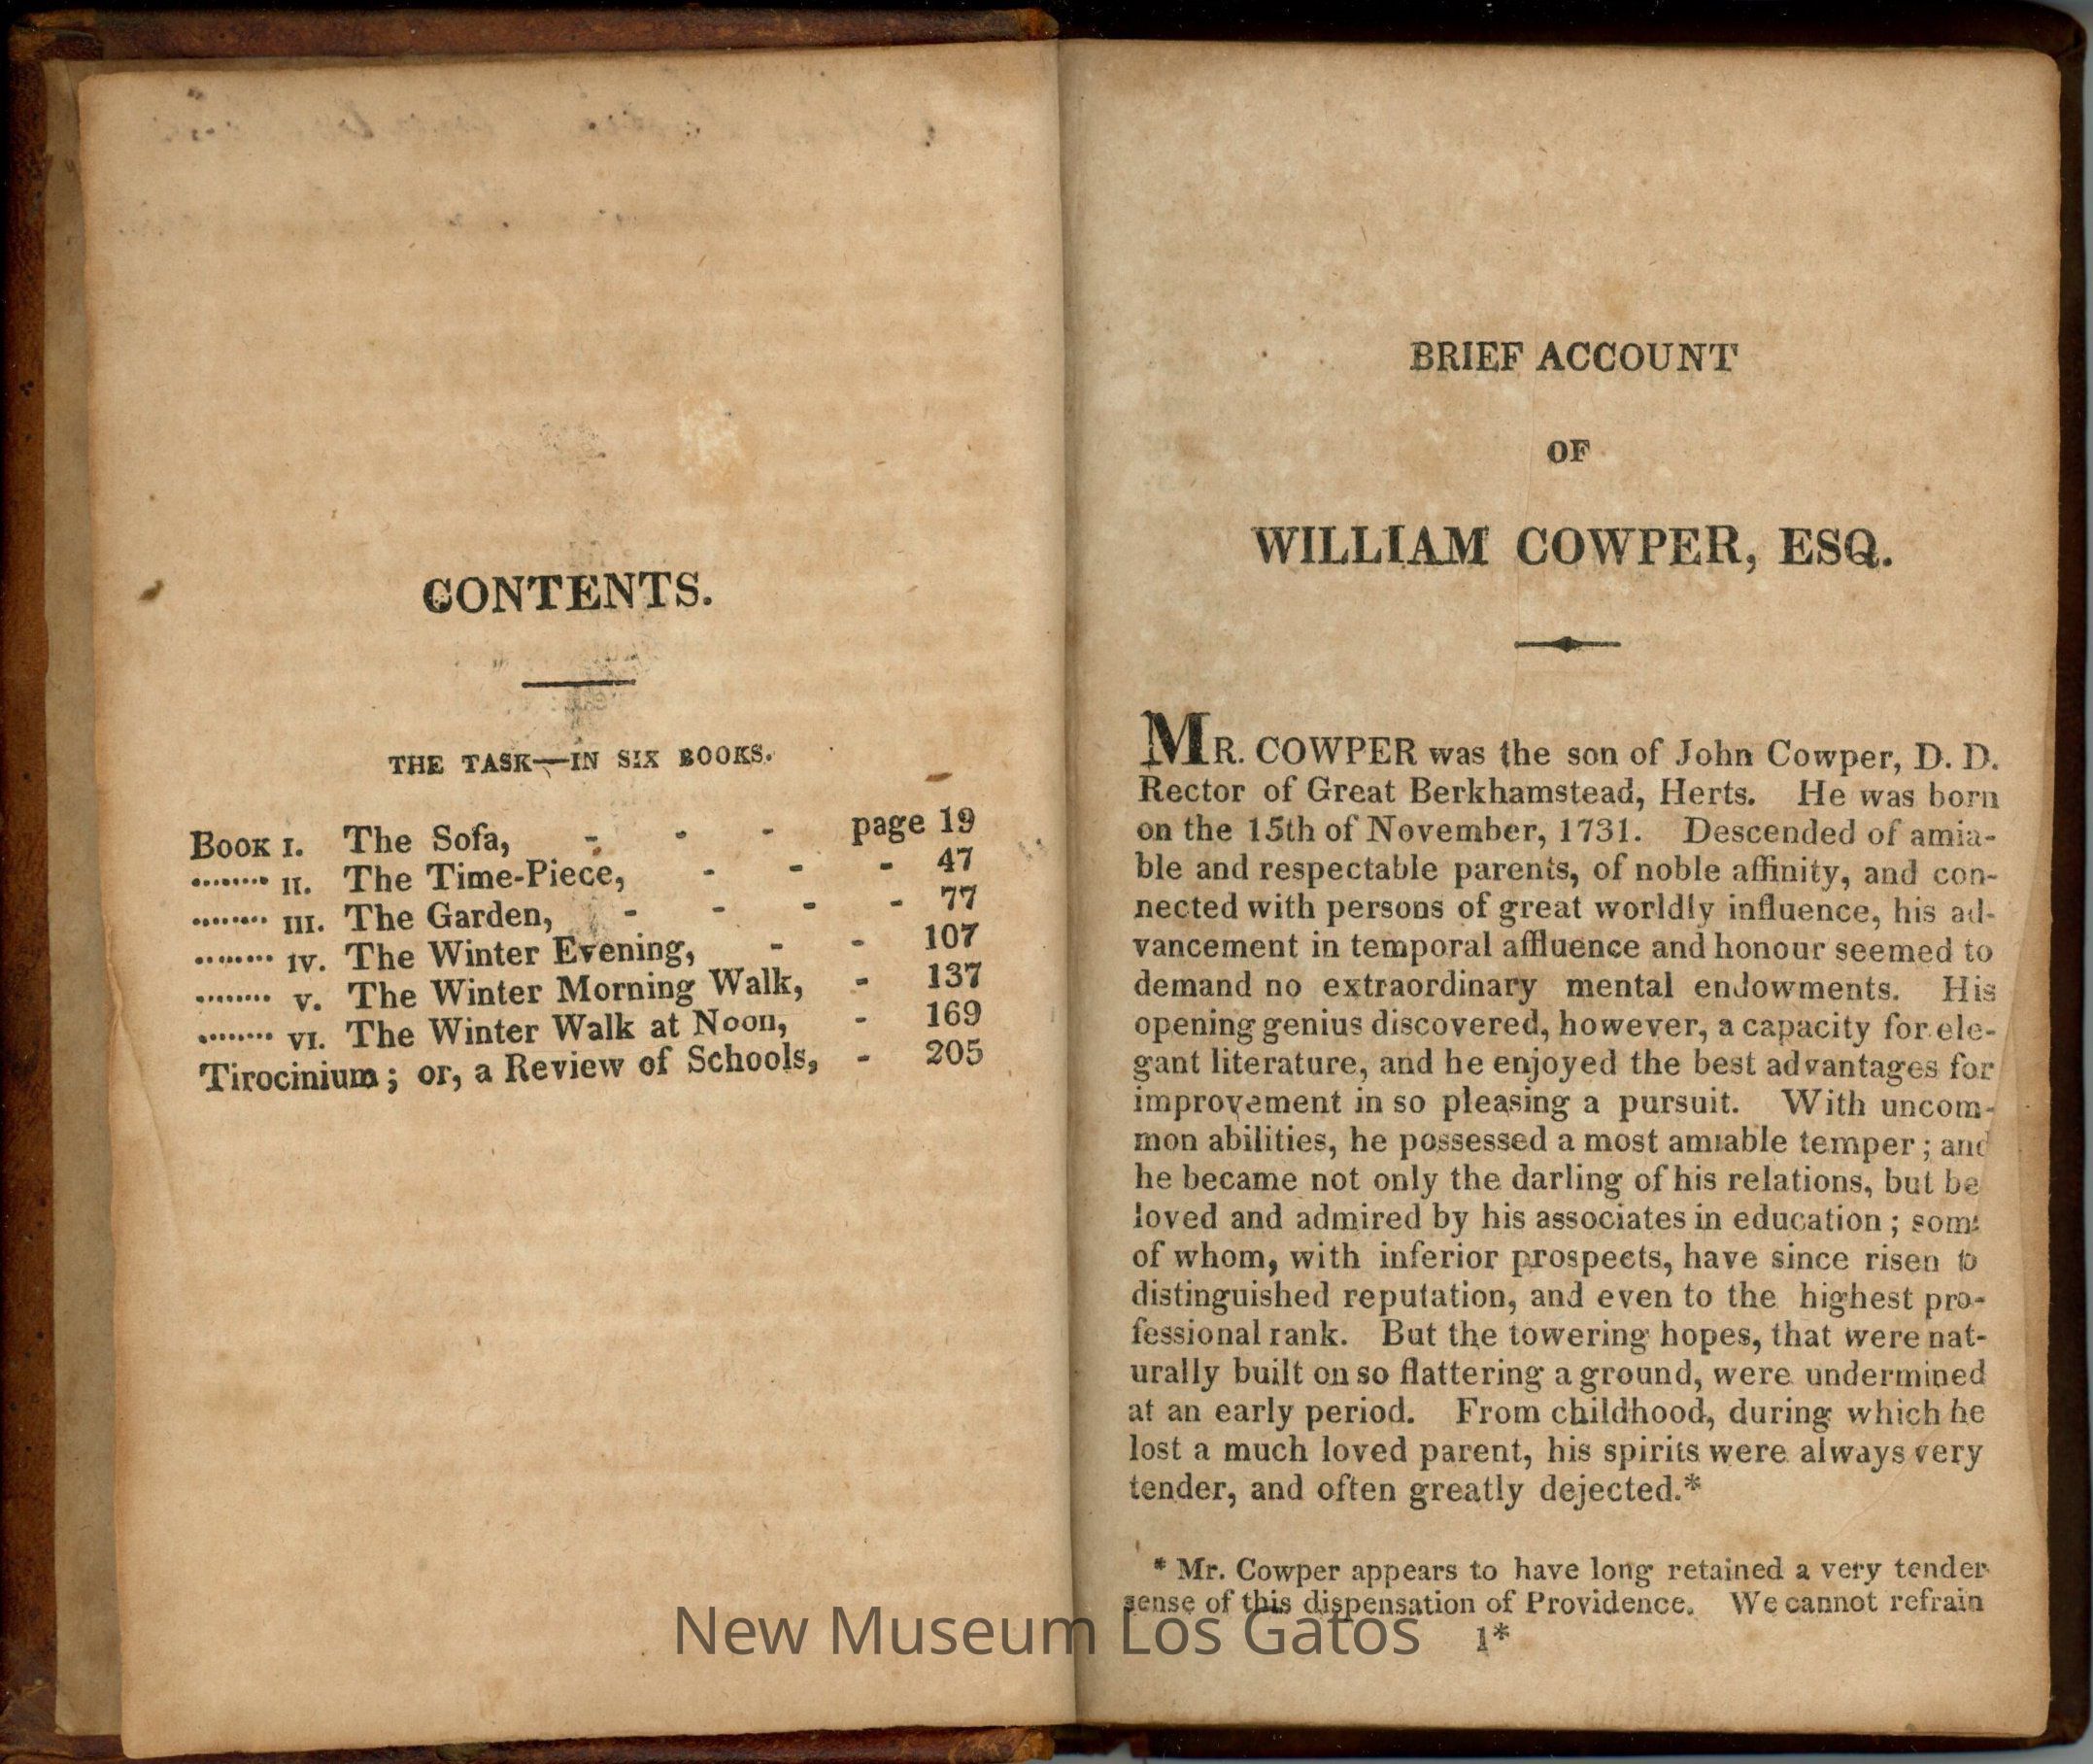 CONTENTS.
THE TASK—IN SIX BOOKS.
Book I. The Sofa, - - - page 19
........ II. The Time-Piece, - - - 47
........ III. The Garden, - - - - 77
........ IV. The Winter Evening, - - 107
........ V. The Winter Morning Walk, - 137
........ VI. The Winter Walk at Noon, - 169
Tirocinium; or, a Review of Schools, - 205
BRIEF ACCOUNT
OF
WILLIAM COWPER, ESQ.
MR. COWPER was the son of John Cowper, D. D.
Rector of Great Berkhamstead, Herts. He was born
on the 15th of November, 1731. Descended of amia-
ble and respectable parents, of noble affinity, and con-
nected with persons of great worldly influence, his ad-
vancement in temporal affluence and honour seemed to
demand no extraordinary mental endowments. His
opening genius discovered, however, a capacity for ele-
gant literature, and he enjoyed the best advantages for
improvement in so pleasing a pursuit. With uncom-
mon abilities, he possessed a most amiable temper; and
he became not only the darling of his relations, but be
loved and admired by his associates in education; some
of whom, with inferior prospects, have since risen to
distinguished reputation, and even to the highest pro-
fessional rank. But the towering hopes, that were nat-
urally built on so flattering a ground, were undermined
at an early period. From childhood, during which he
lost a much loved parent, his spirits were always very
tender, and often greatly dejected.*
* Mr. Cowper appears to have long retained a very tender
sense of this dispensation of Providence. We cannot refrain
1*
New Museum Los Gatos